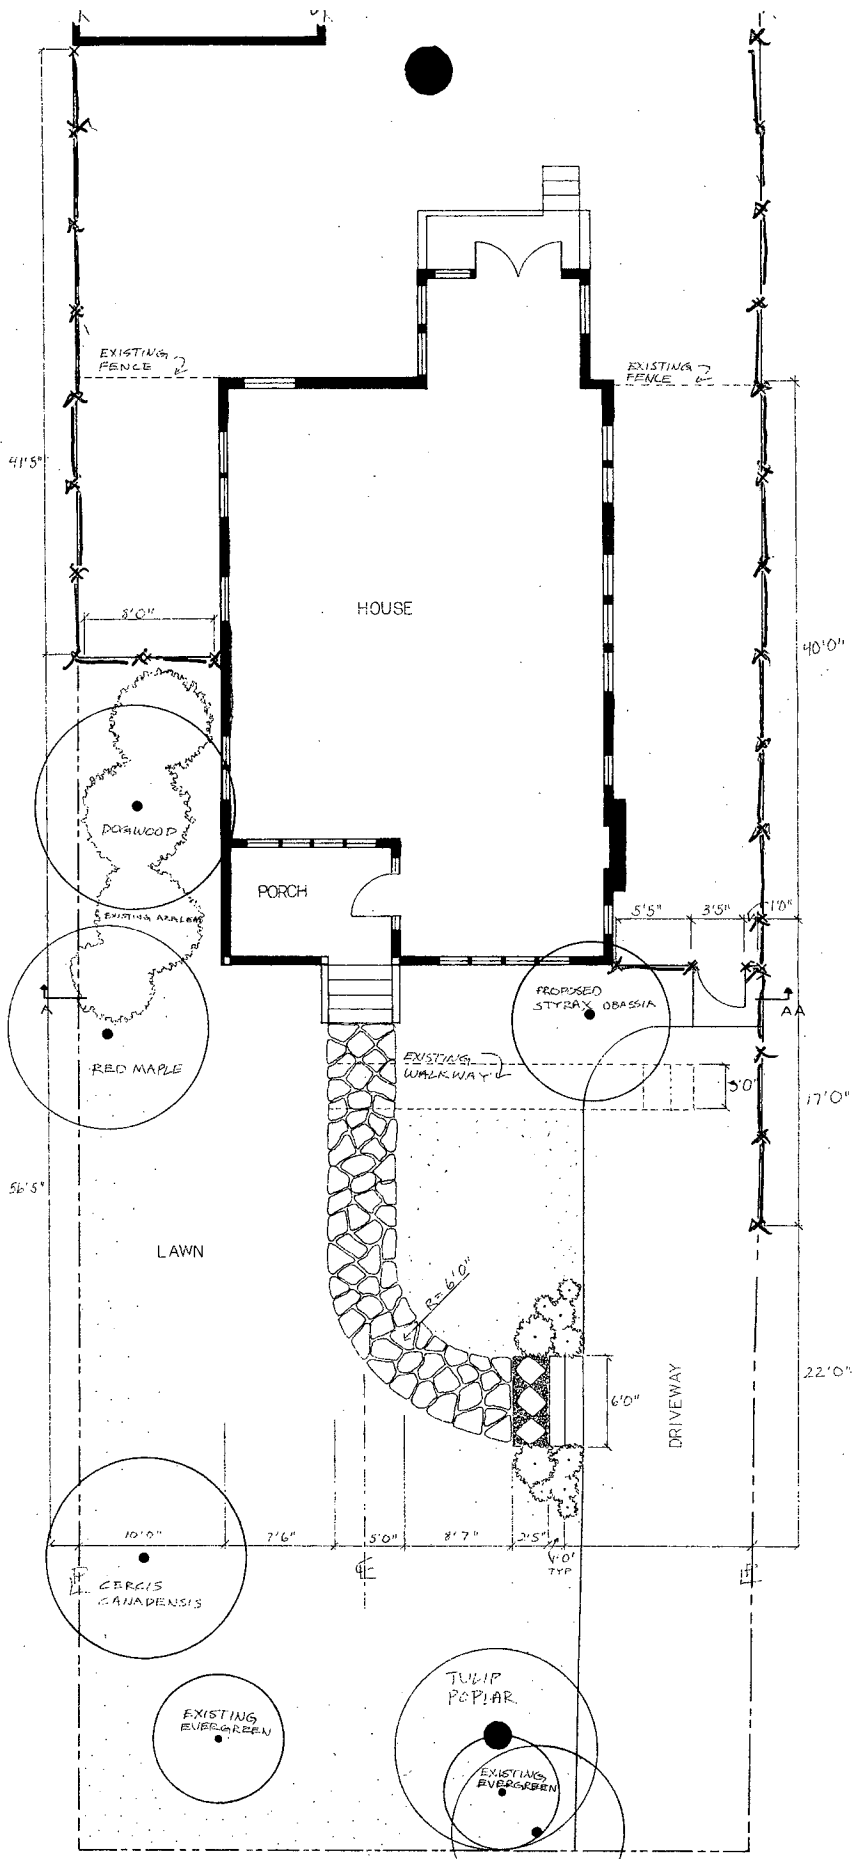 EXISTING
FENCE
EXISTING
FENCE
41'5"
8'0"
HOUSE
40'0"
DOGWOOD
PORCH
EXISTING AZALEA
5'5"
3'5"
1'0"
PROPOSED
STYRAX OBASSIA
A
AA
RED MAPLE
EXISTING
WALKWAY
3'0"
17'0"
56'5"
LAWN
R=6'0"
DRIVEWAY
6'0"
22'0"
10'0"
7'6"
5'0"
8'7"
2'5"
1'0"
TYP
CERCIS
CANADENSIS
TULIP
POPLAR
EXISTING
EVERGREEN
EXISTING
EVERGREEN